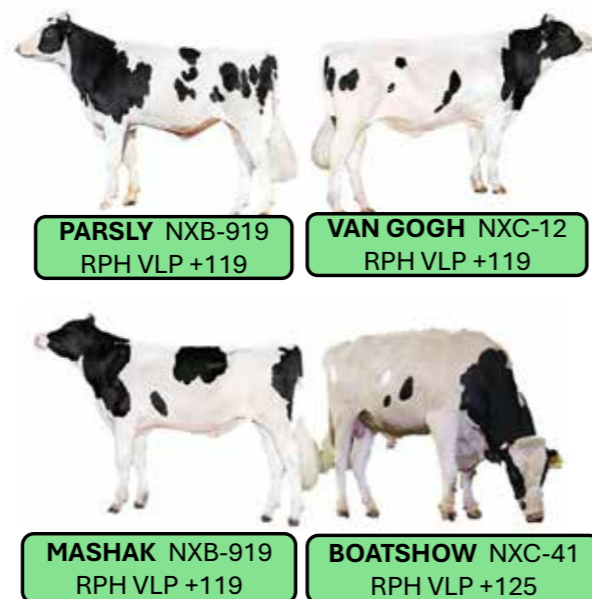 PARSLY NXB-919
RPH VLP +119
VAN GOGH NXC-12
RPH VLP +119
MASHAK NXB-919
RPH VLP +119
BOATSHOW NXC-41
RPH VLP +125